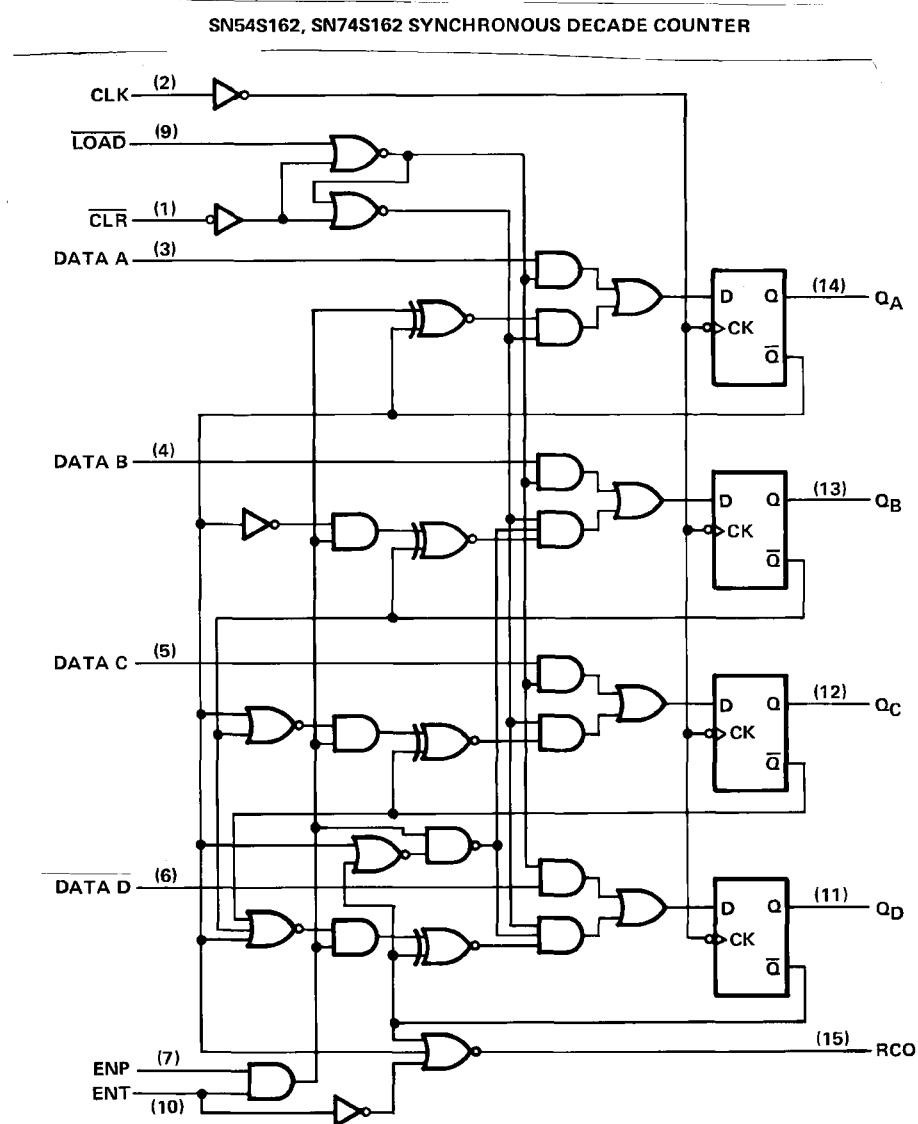 SN54S162, SN74S162 SYNCHRONOUS DECADE COUNTER
CLK (2)
LOAD (9)
CLR (1)
DATA A (3)
D Q (14) QA
CK
Q
DATA B (4)
D Q (13) QB
CK
Q
DATA C (5)
D Q (12) QC
CK
Q
DATA D (6)
D Q (11) QD
CK
Q
(15) RCO
ENP (7)
ENT (10)